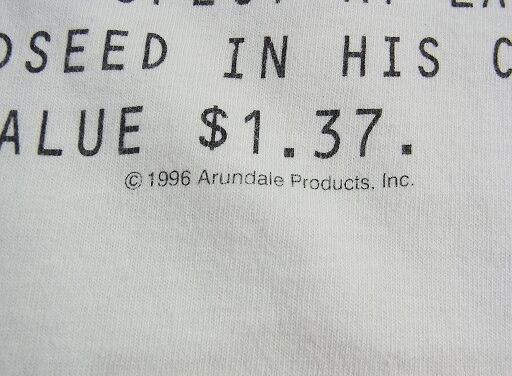 DSEED IN HIS C
ALUE $1.37.
© 1996 Arundale Products, Inc.